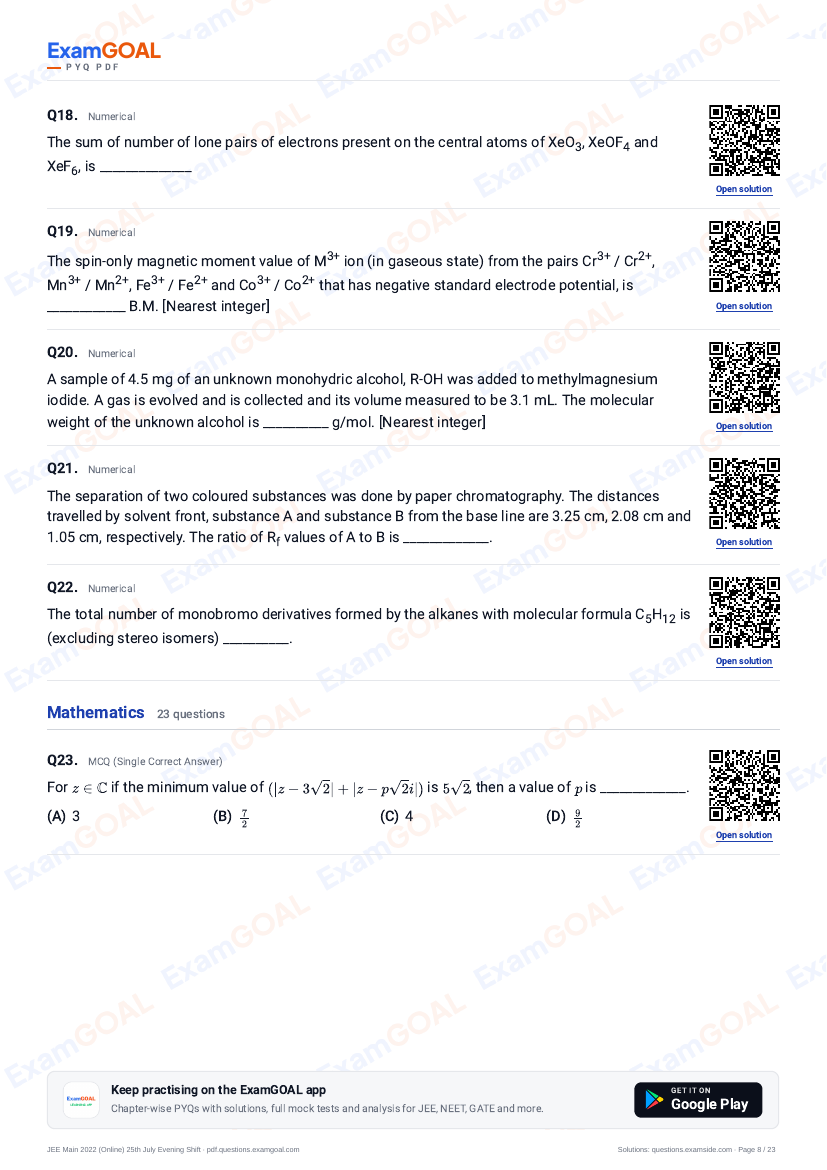 ExamGOAL
PYQ PDF
Q18. Numerical
The sum of number of lone pairs of electrons present on the central atoms of XeO3, XeOF4 and
XeF6, is ______________
Open solution
Q19. Numerical
The spin-only magnetic moment value of M3+ ion (in gaseous state) from the pairs Cr3+ / Cr2+,
Mn3+ / Mn2+, Fe3+ / Fe2+ and Co3+ / Co2+ that has negative standard electrode potential, is
____________ B.M. [Nearest integer]
Open solution
Q20. Numerical
A sample of 4.5 mg of an unknown monohydric alcohol, R-OH was added to methylmagnesium
iodide. A gas is evolved and is collected and its volume measured to be 3.1 mL. The molecular
weight of the unknown alcohol is __________ g/mol. [Nearest integer]
Open solution
Q21. Numerical
The separation of two coloured substances was done by paper chromatography. The distances
travelled by solvent front, substance A and substance B from the base line are 3.25 cm, 2.08 cm and
1.05 cm, respectively. The ratio of Rf values of A to B is _____________.
Open solution
Q22. Numerical
The total number of monobromo derivatives formed by the alkanes with molecular formula C5H12 is
(excluding stereo isomers) __________.
Open solution
Mathematics 23 questions
Q23. MCQ (Single Correct Answer)
For z ∈ ℂ if the minimum value of (|z − 3√2| + |z − p√2i|) is 5√2, then a value of p is _____________.
(A) 3 (B) 7/2 (C) 4 (D) 9/2
Open solution
Keep practising on the ExamGOAL app
Chapter-wise PYQs with solutions, full mock tests and analysis for JEE, NEET, GATE and more.
GET IT ON
Google Play
JEE Main 2022 (Online) 25th July Evening Shift · pdf.questions.examgoal.com
Solutions: questions.examside.com · Page 8 / 23